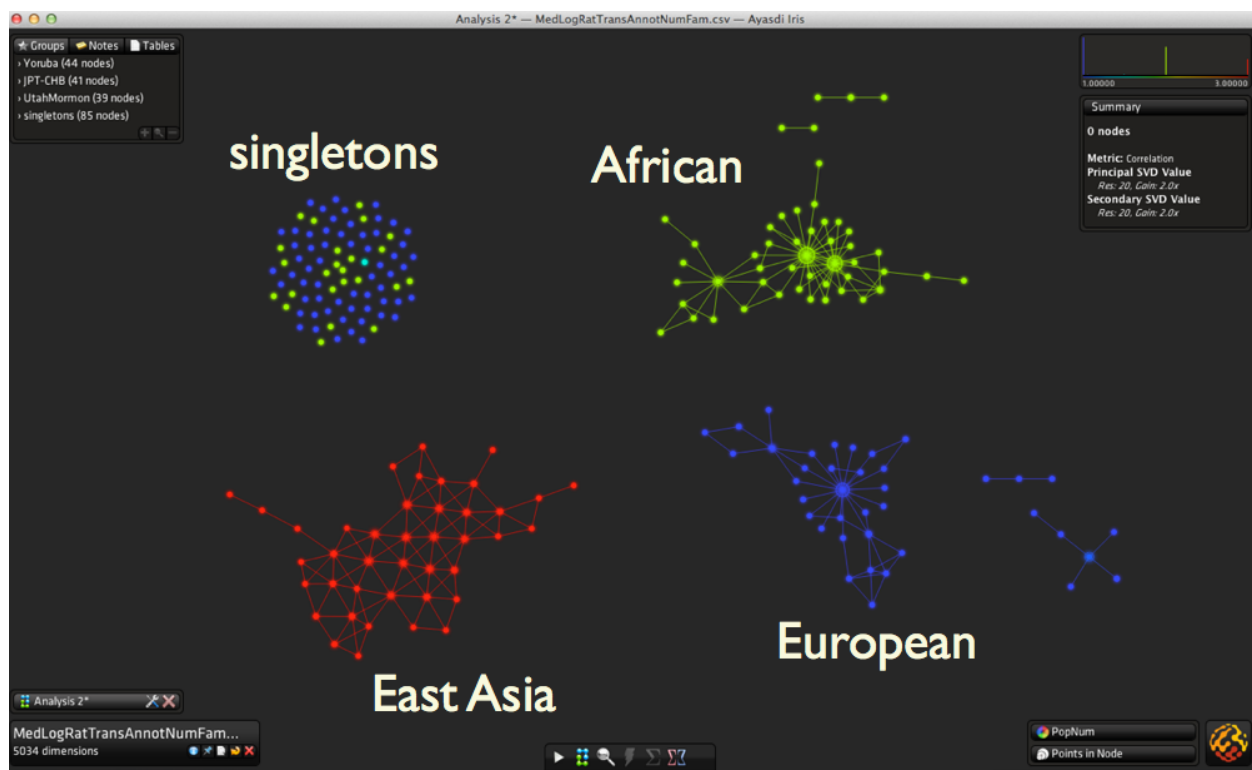 Analysis 2* — MedLogRatTransAnnotNumFam.csv — Ayasdi Iris
Groups Notes Tables
› Yoruba (44 nodes)
› JPT-CHB (41 nodes)
› UtahMormon (39 nodes)
› singletons (85 nodes)
1.00000 3.00000
Summary
0 nodes
Metric: Correlation
Principal SVD Value
Res: 20, Gain: 2.0x
Secondary SVD Value
Res: 20, Gain: 2.0x
singletons
African
East Asia
European
Analysis 2*
MedLogRatTransAnnotNumFam...
5034 dimensions
PopNum
Points in Node